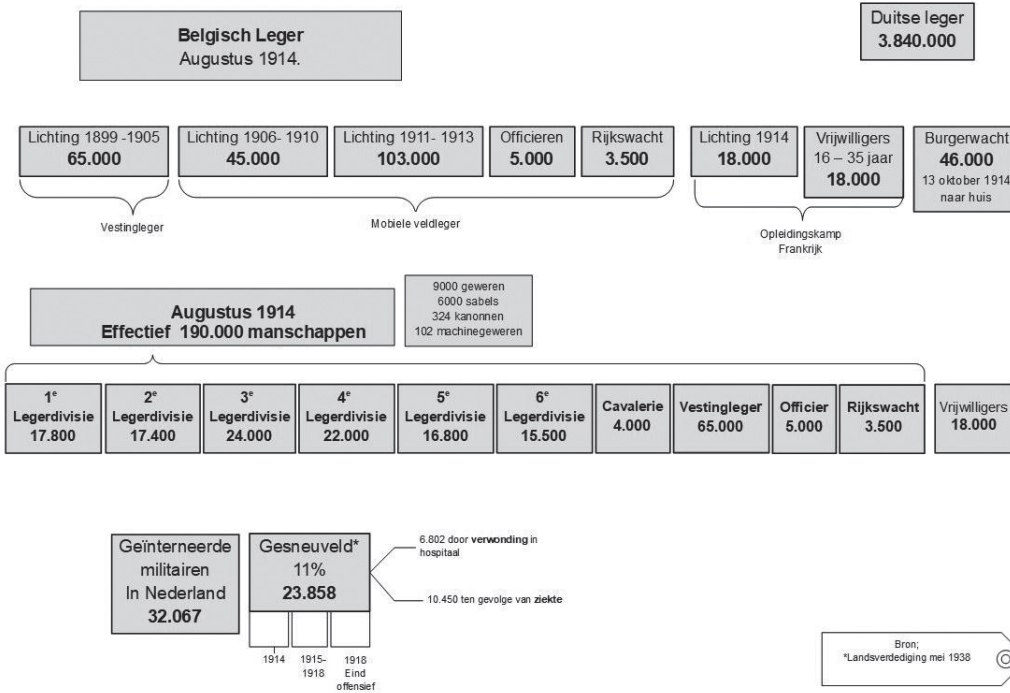 Belgisch Leger
Augustus 1914.
Duitse leger
3.840.000
Lichting 1899 -1905
65.000
Lichting 1906- 1910
45.000
Lichting 1911- 1913
103.000
Officieren
5.000
Rijkswacht
3.500
Lichting 1914
18.000
Vrijwilligers
16 – 35 jaar
18.000
Burgerwacht
46.000
13 oktober 1914
naar huis
Vestingleger
Mobiele veldleger
Opleidingskamp
Frankrijk
Augustus 1914
Effectief 190.000 manschappen
9000 geweren
6000 sabels
324 kanonnen
102 machinegeweren
1e
Legerdivisie
17.800
2e
Legerdivisie
17.400
3e
Legerdivisie
24.000
4e
Legerdivisie
22.000
5e
Legerdivisie
16.800
6e
Legerdivisie
15.500
Cavalerie
4.000
Vestingleger
65.000
Officier
5.000
Rijkswacht
3.500
Vrijwilligers
18.000
Geïnterneerde
militairen
In Nederland
32.067
Gesneuveld*
11%
23.858
6.802 door verwonding in
hospitaal
10.450 ten gevolge van ziekte
1914
1915-
1918
1918
Eind
offensief
Bron;
*Landsverdediging mei 1938